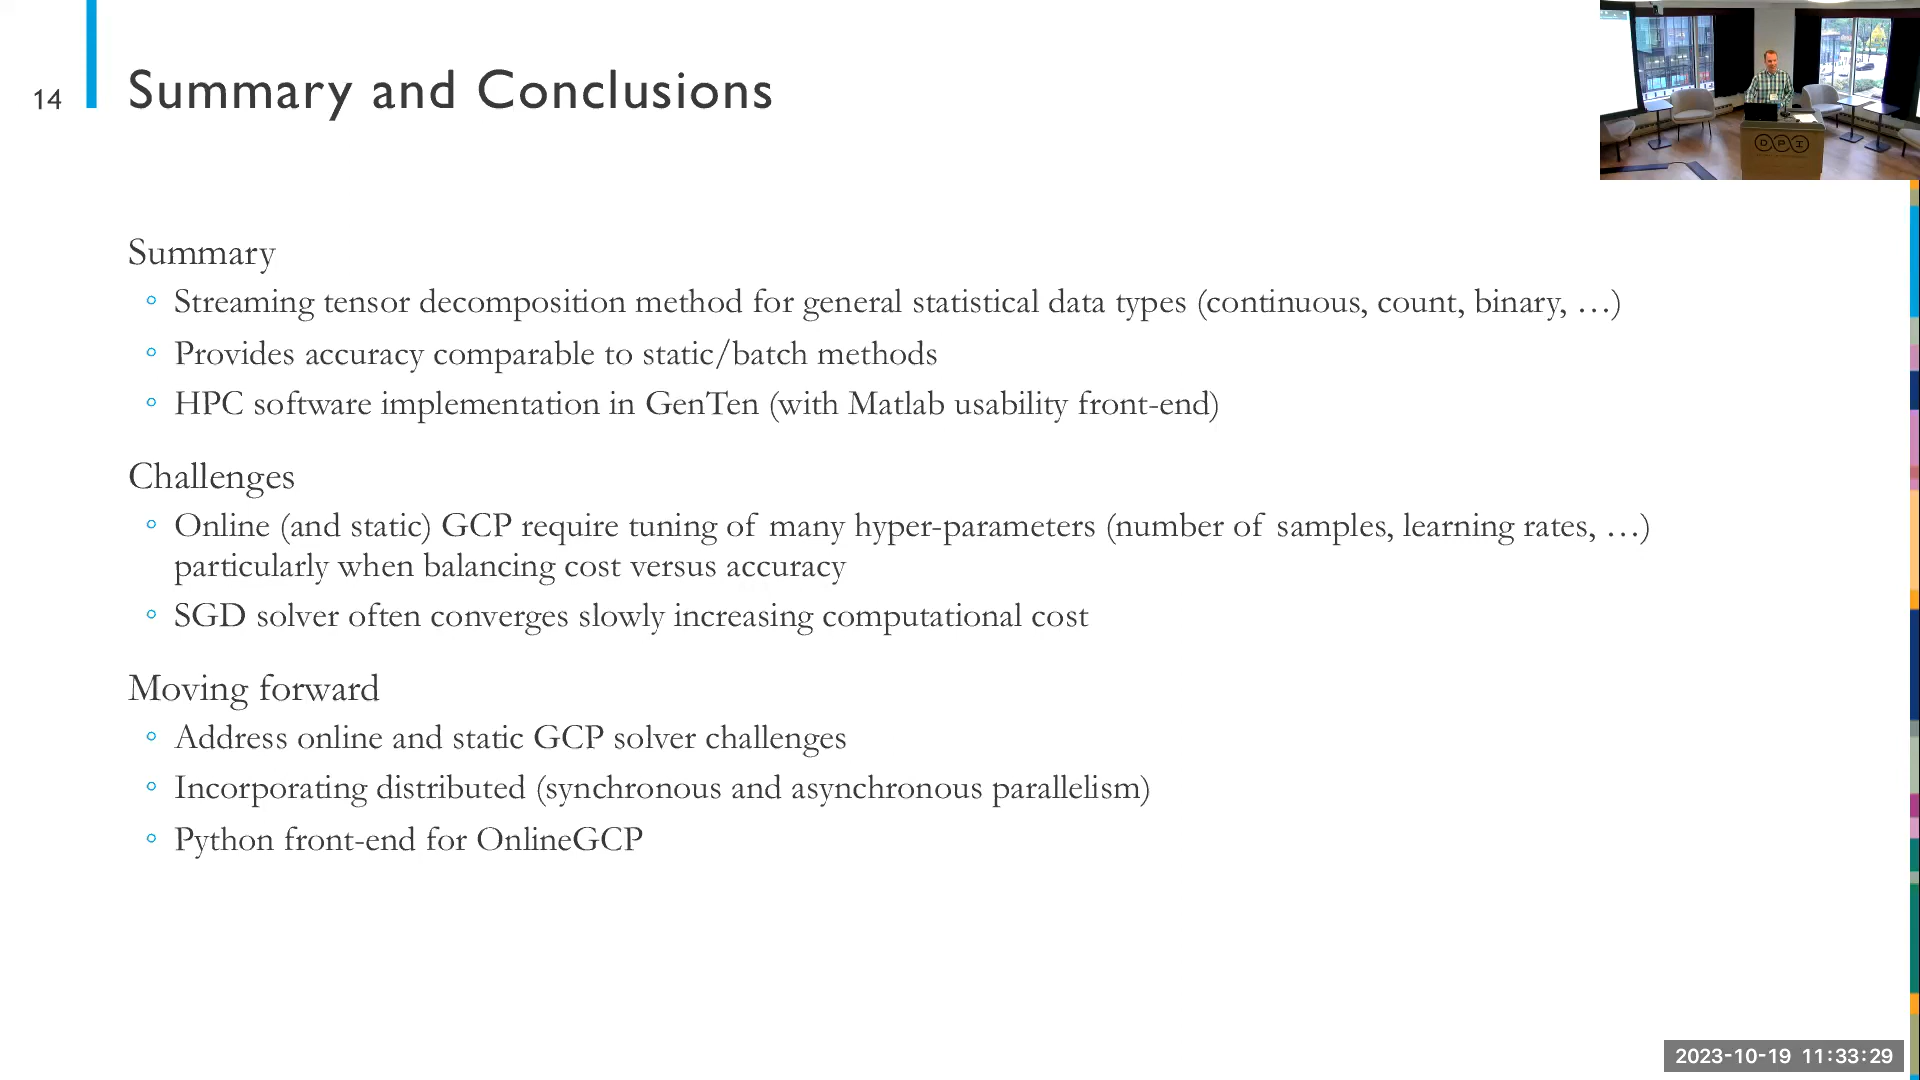 14
Summary and Conclusions
Summary
Streaming tensor decomposition method for general statistical data types (continuous, count, binary, …)
Provides accuracy comparable to static/batch methods
HPC software implementation in GenTen (with Matlab usability front-end)
Challenges
Online (and static) GCP require tuning of many hyper-parameters (number of samples, learning rates, …)
particularly when balancing cost versus accuracy
SGD solver often converges slowly increasing computational cost
Moving forward
Address online and static GCP solver challenges
Incorporating distributed (synchronous and asynchronous parallelism)
Python front-end for OnlineGCP
DPI
2023-10-19 11:33:29